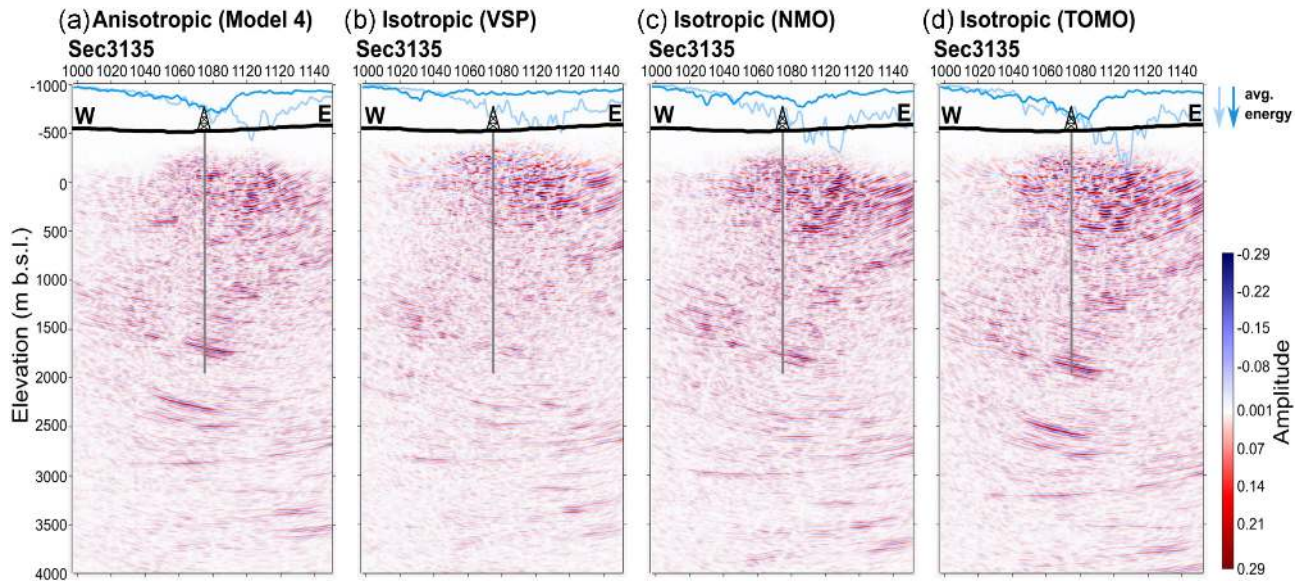 (a) Anisotropic (Model 4)
Sec3135
1000 1020 1040 1060 1080 1100 1120 1140
W
E
(b) Isotropic (VSP)
Sec3135
1000 1020 1040 1060 1080 1100 1120 1140
(c) Isotropic (NMO)
Sec3135
1000 1020 1040 1060 1080 1100 1120 1140
(d) Isotropic (TOMO)
Sec3135
1000 1020 1040 1060 1080 1100 1120 1140
avg.
energy
Elevation (m b.s.l.)
-1000
-500
0
500
1000
1500
2000
2500
3000
3500
4000
Amplitude
-0.29
-0.22
-0.15
-0.08
0.001
0.07
0.14
0.21
0.29